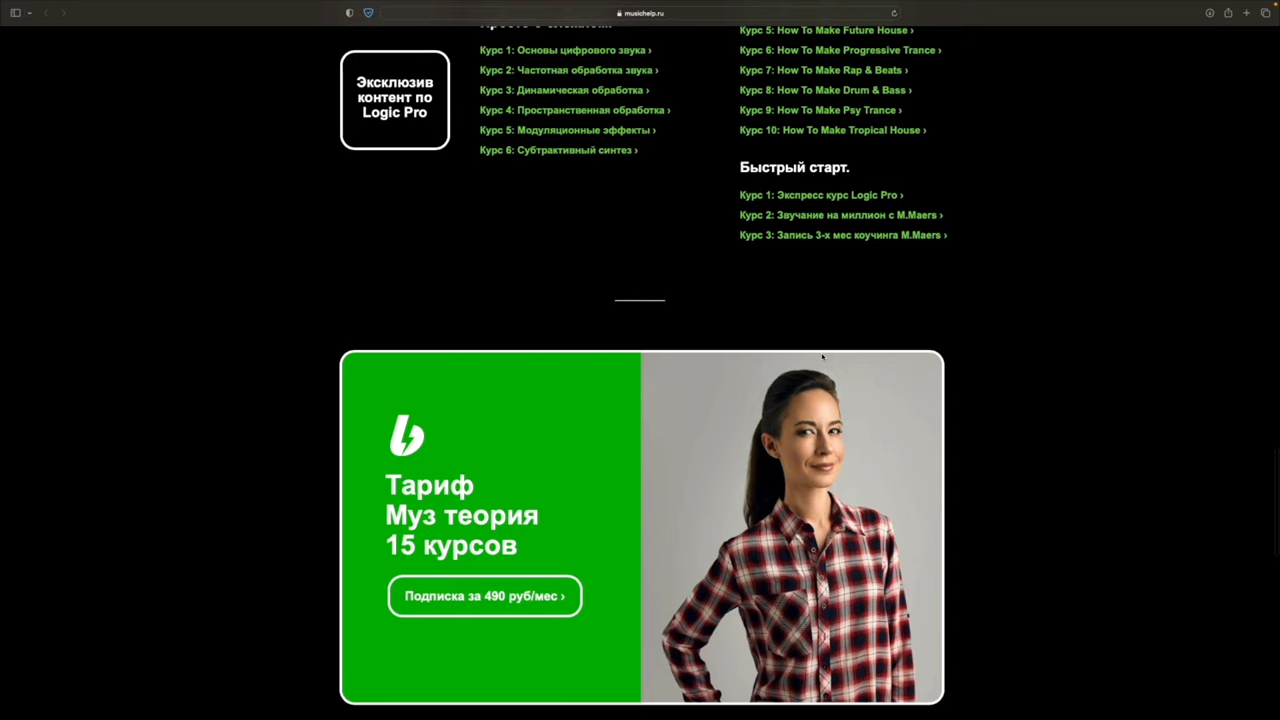 musichelp.ru
Эксклюзив
контент по
Logic Pro
Курс 1: Основы цифрового звука ›
Курс 2: Частотная обработка звука ›
Курс 3: Динамическая обработка ›
Курс 4: Пространственная обработка ›
Курс 5: Модуляционные эффекты ›
Курс 6: Субтрактивный синтез ›
Курс 5: How To Make Future House ›
Курс 6: How To Make Progressive Trance ›
Курс 7: How To Make Rap & Beats ›
Курс 8: How To Make Drum & Bass ›
Курс 9: How To Make Psy Trance ›
Курс 10: How To Make Tropical House ›
Быстрый старт.
Курс 1: Экспресс курс Logic Pro ›
Курс 2: Звучание на миллион с M.Maers ›
Курс 3: Запись 3-х мес коучинга M.Maers ›
Тариф
Муз теория
15 курсов
Подписка за 490 руб/мес ›